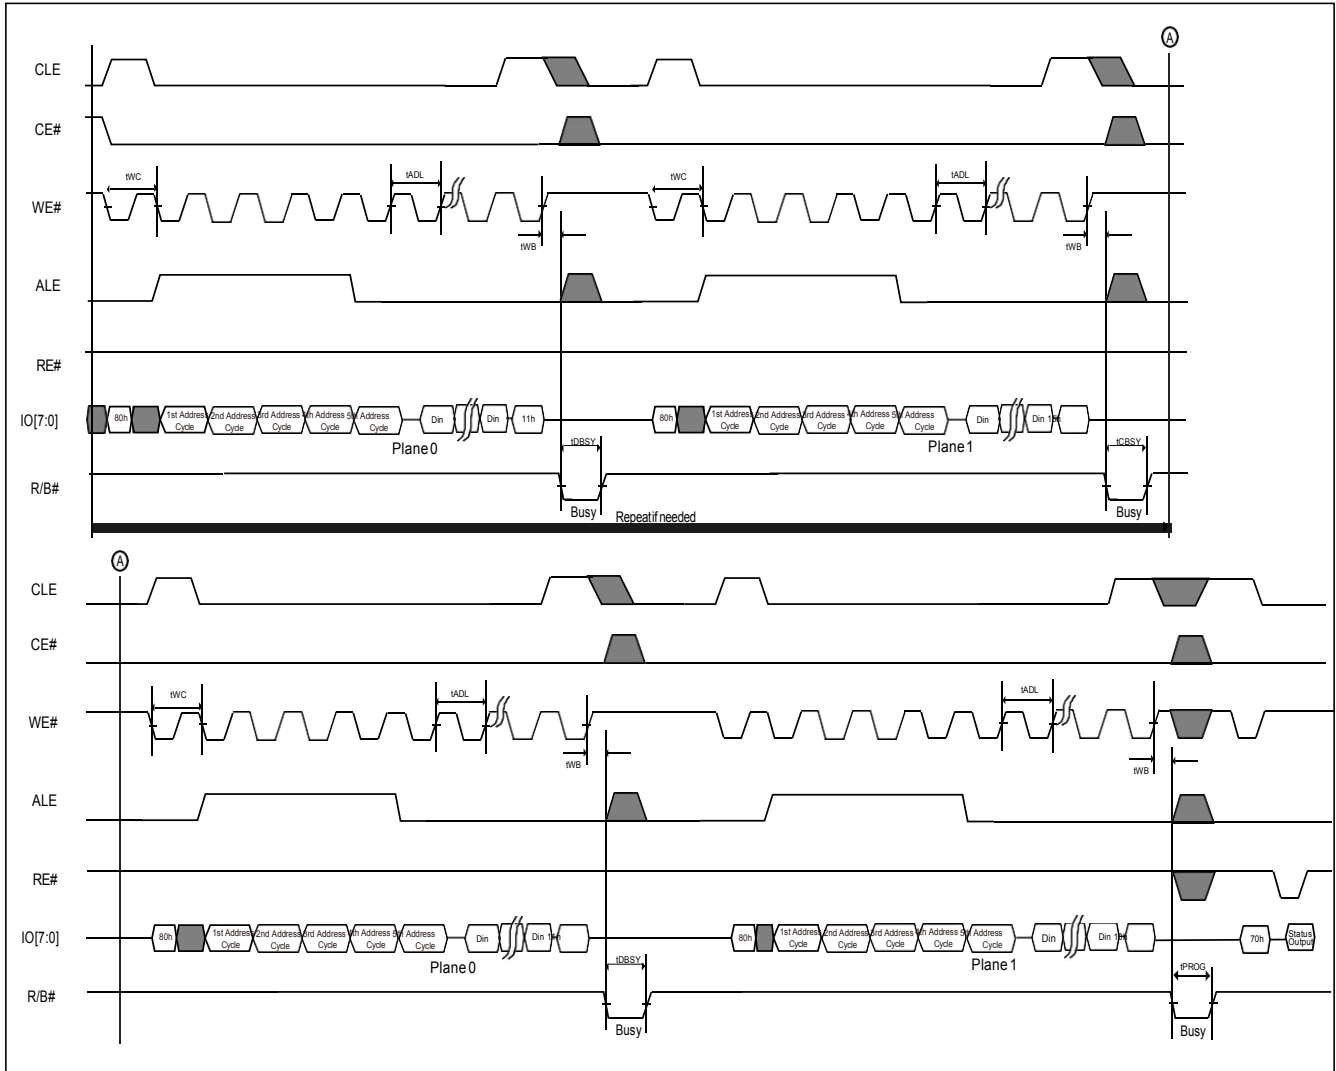 A
CLE
CE#
tWC tADL tWC tADL
WE#
tWB tWB
ALE
RE#
IO[7:0] 80h 1st Address Cycle 2nd Address Cycle 3rd Address Cycle 4th Address Cycle 5th Address Cycle Din Din 11h 80h 1st Address Cycle 2nd Address Cycle 3rd Address Cycle 4th Address Cycle 5th Address Cycle Din Din
Plane 0 tDBSY Plane 1 tCBSY
R/B#
Busy Repeat if needed Busy
A
CLE
CE#
tWC tADL tADL
WE#
tWB tWB
ALE
RE#
IO[7:0] 80h 1st Address Cycle 2nd Address Cycle 3rd Address Cycle 4th Address Cycle 5th Address Cycle Din Din 80h 1st Address Cycle 2nd Address Cycle 3rd Address Cycle 4th Address Cycle 5th Address Cycle Din Din 70h Status Output
Plane 0 tDBSY Plane 1 tPROG
R/B#
Busy Busy